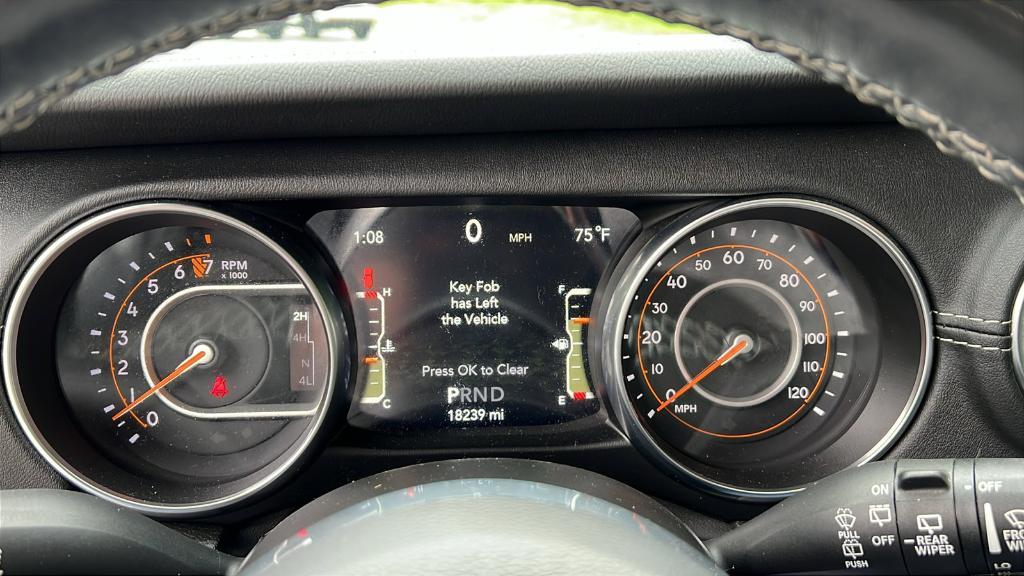 1:08
0 MPH
75°F
Key Fob
has Left
the Vehicle
Press OK to Clear
PRND
18239 mi
H
C
F
E
0
1
2
3
4
5
6
7
RPM
x 1000
2H
4H
N
4L
0
10
20
30
40
50
60
70
80
90
100
110
120
MPH
ON
OFF
PULL
PUSH
REAR
WIPER
OFF
LO